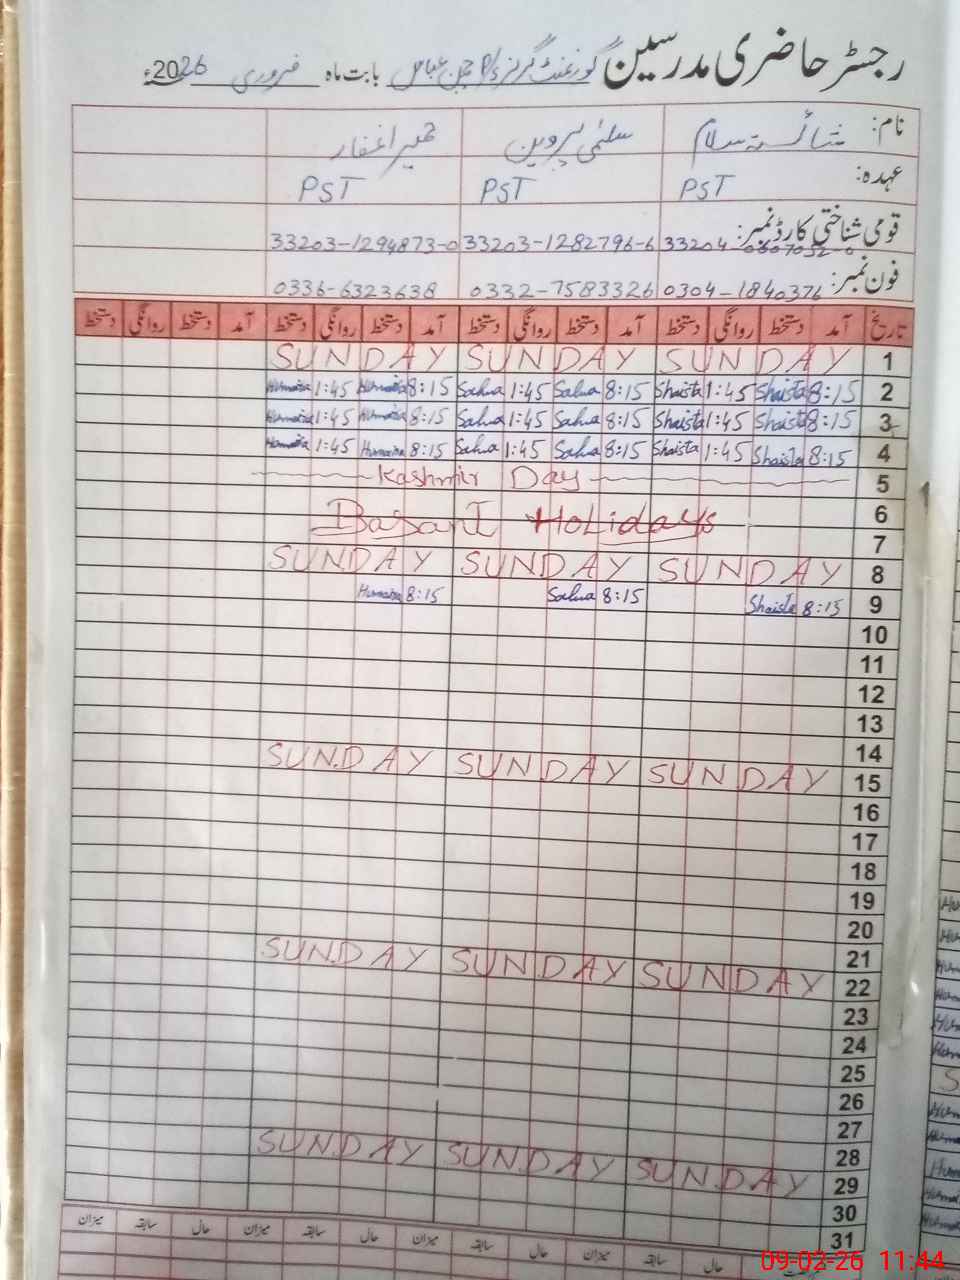 رجسٹر حاضری مدرسین گورنمنٹ گرلز بابت ماہ فروری 2026ء
نام: شائستہ سلام سلمٰی پروین حمیرا غفار
عہدہ: PST PST PST
قومی شناختی کارڈ نمبر: 33204-0607052-0 33203-1282796-6 33203-1294873-0
فون نمبر: 0304-1840376 0332-7583326 0336-6323638
تاریخ آمد دستخط روانگی دستخط آمد دستخط روانگی دستخط آمد دستخط روانگی دستخط آمد دستخط روانگی دستخط
SUNDAY SUNDAY SUNDAY 1
Humaira 1:45 Humaira 8:15 Salma 1:45 Salma 8:15 Shaista 1:45 Shaista 8:15 2
Humaira 1:45 Humaira 8:15 Salma 1:45 Salma 8:15 Shaista 1:45 Shaista 8:15 3
Humaira 1:45 Humaira 8:15 Salma 1:45 Salma 8:15 Shaista 1:45 Shaista 8:15 4
Kashmir Day 5
Basant Holidays 6
7
SUNDAY SUNDAY SUNDAY 8
Humaira 8:15 Salma 8:15 Shaista 8:15 9
10
11
12
13
14
SUNDAY SUNDAY SUNDAY 15
16
17
18
19
20
21
SUNDAY SUNDAY SUNDAY 22
23
24
25
26
27
28
SUNDAY SUNDAY SUNDAY 29
30
31
حال سابقہ میزان حال سابقہ میزان حال سابقہ میزان حال سابقہ میزان
09-02-26 11:44